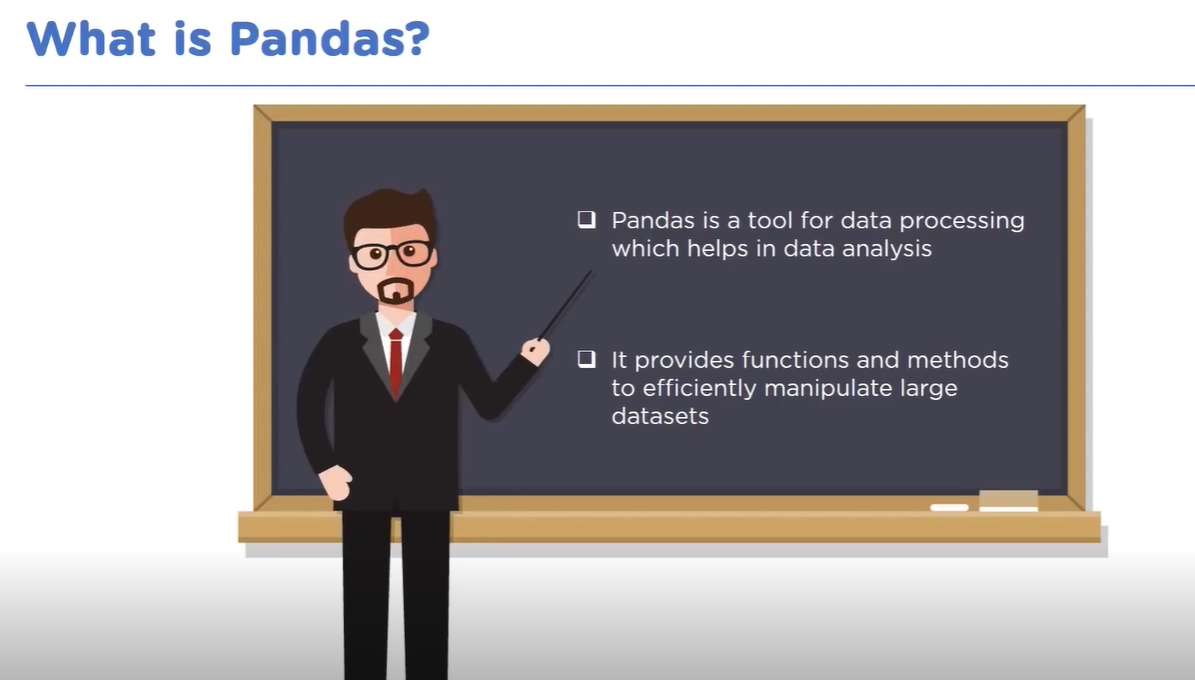 What is Pandas?
❑ Pandas is a tool for data processing
which helps in data analysis
❑ It provides functions and methods
to efficiently manipulate large
datasets